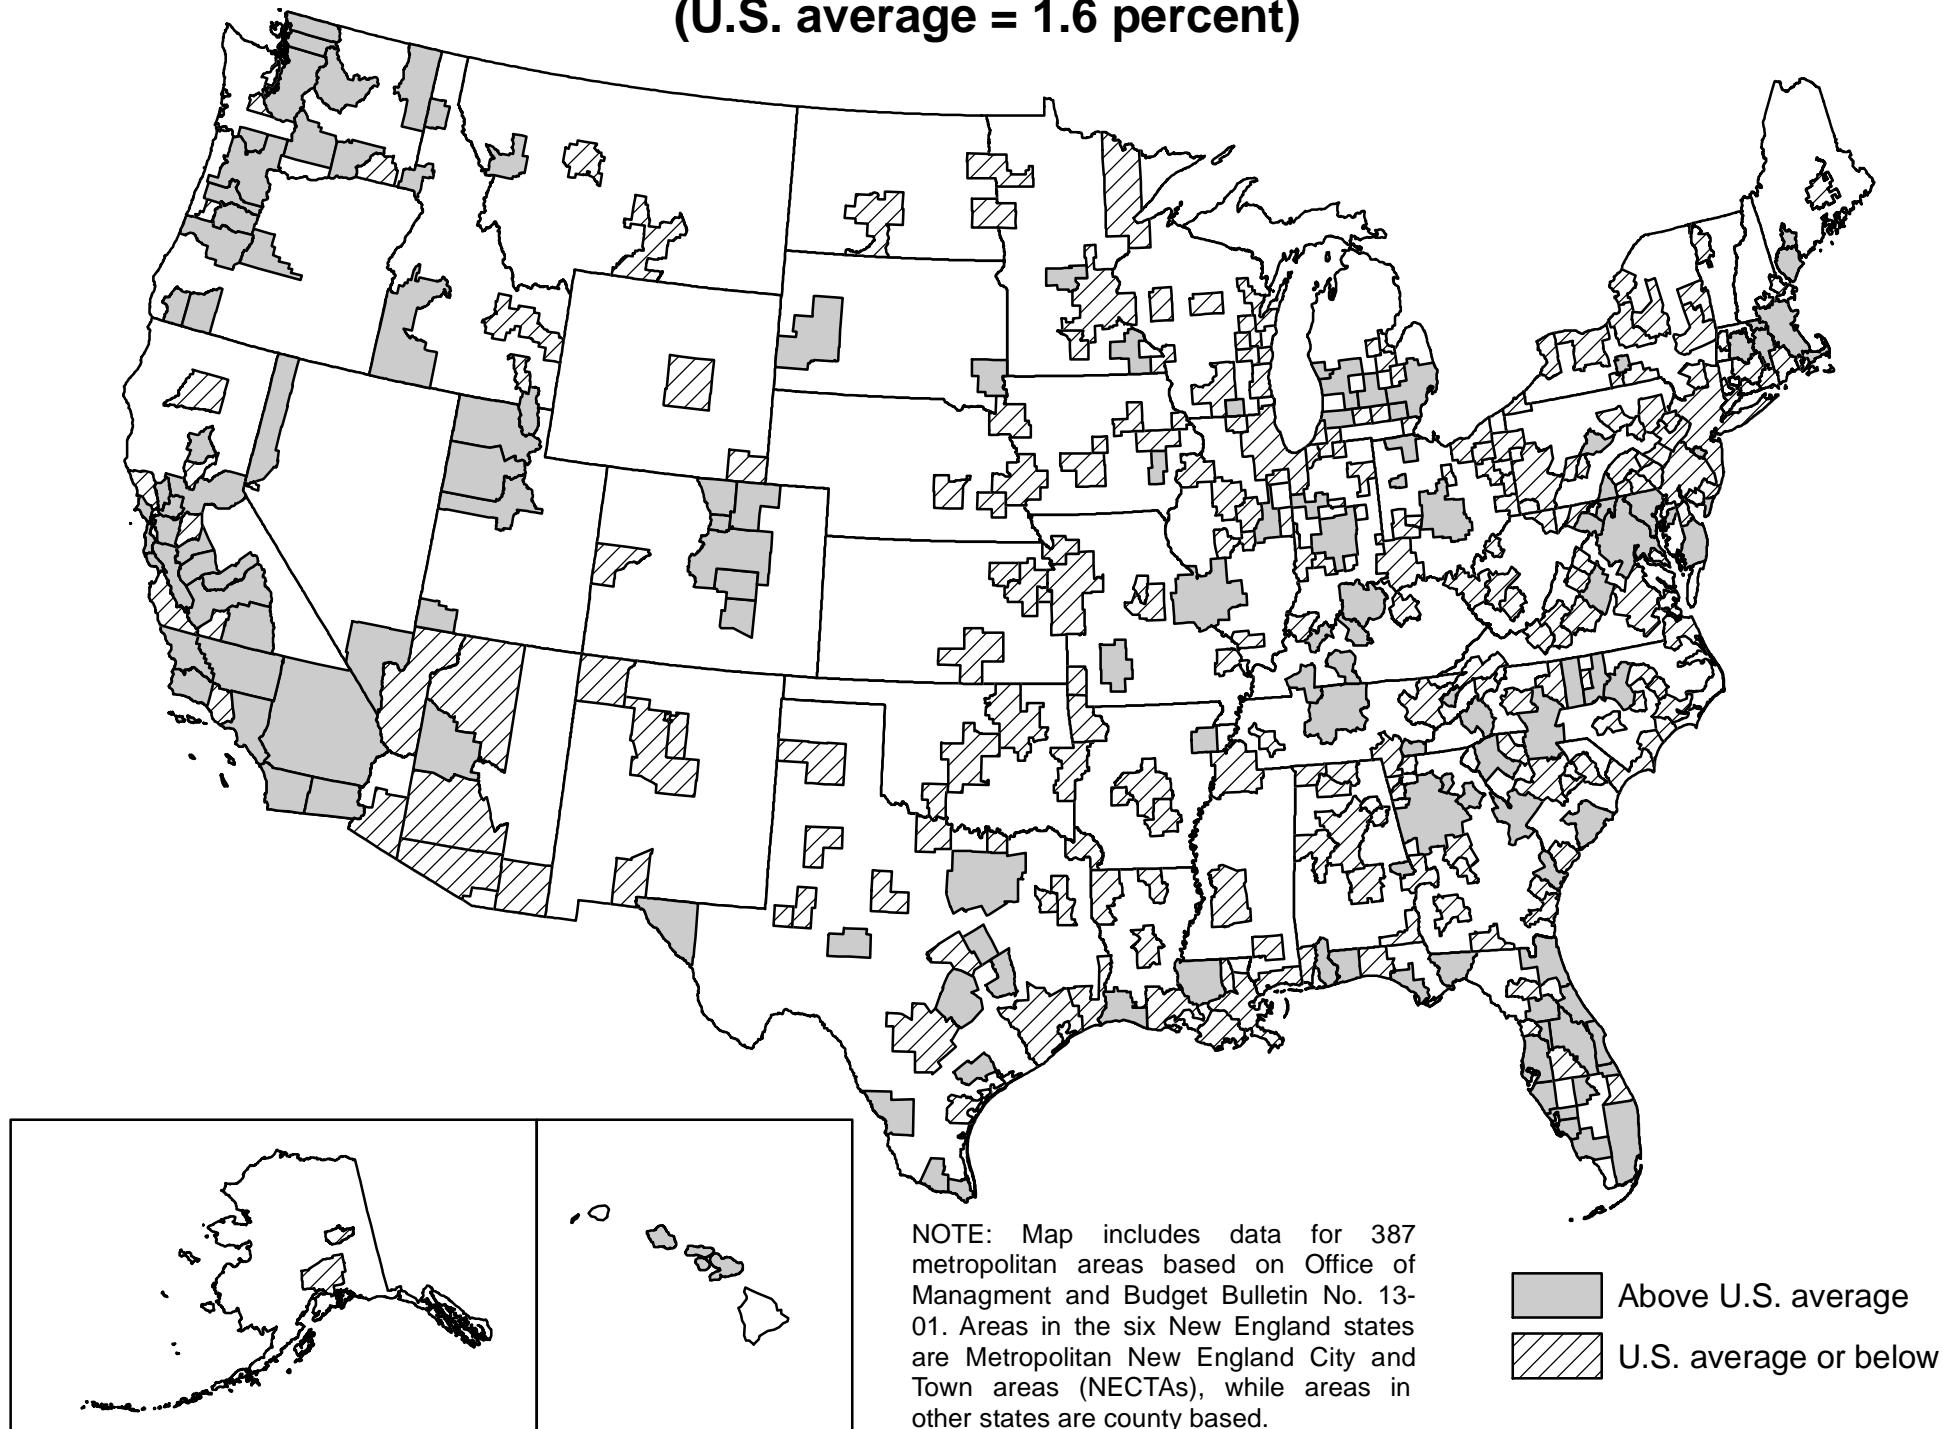 (U.S. average = 1.6 percent)
NOTE: Map includes data for 387
metropolitan areas based on Office of
Managment and Budget Bulletin No. 13-
01. Areas in the six New England states
are Metropolitan New England City and
Town areas (NECTAs), while areas in
other states are county based.
Above U.S. average
U.S. average or below